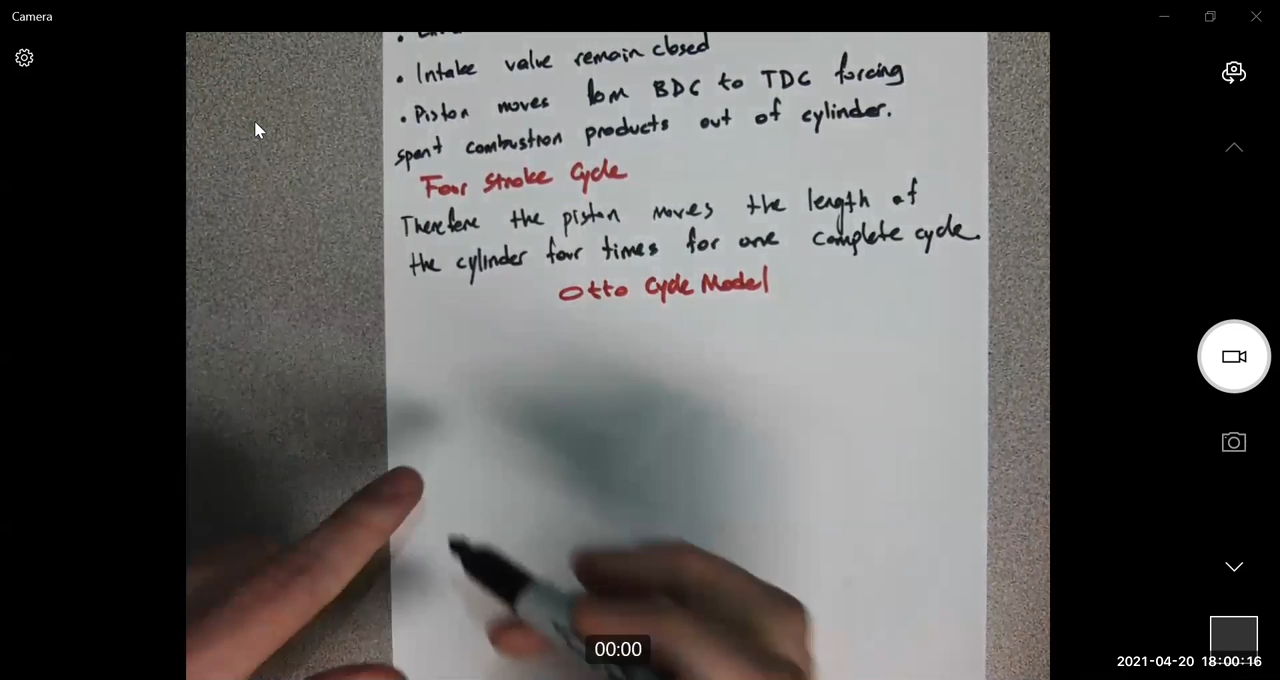 Camera
• Intake value remain closed
• Piston moves from BDC to TDC forcing
spent combustion products out of cylinder.
Four Stroke Cycle
Therefore the piston moves the length of
the cylinder four times for one complete cycle.
Otto Cycle Model
00:00
2021-04-20 18:00:16